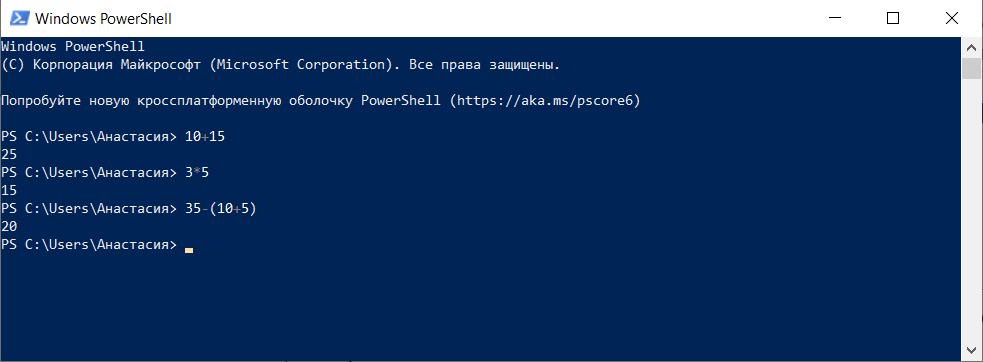 Windows PowerShell
Windows PowerShell
(C) Корпорация Майкрософт (Microsoft Corporation). Все права защищены.
Попробуйте новую кроссплатформенную оболочку PowerShell (https://aka.ms/pscore6)
PS C:\Users\Анастасия> 10+15
25
PS C:\Users\Анастасия> 3*5
15
PS C:\Users\Анастасия> 35-(10+5)
20
PS C:\Users\Анастасия>